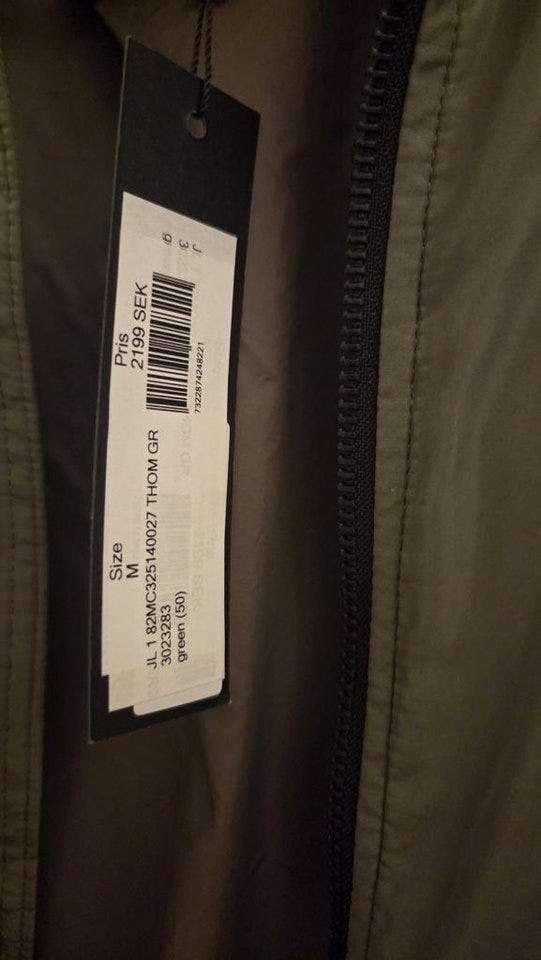 Size
M
Pris
2199 SEK
JL 1 82MC325140027 THOM GR
3023283
green (50)
7322874248221